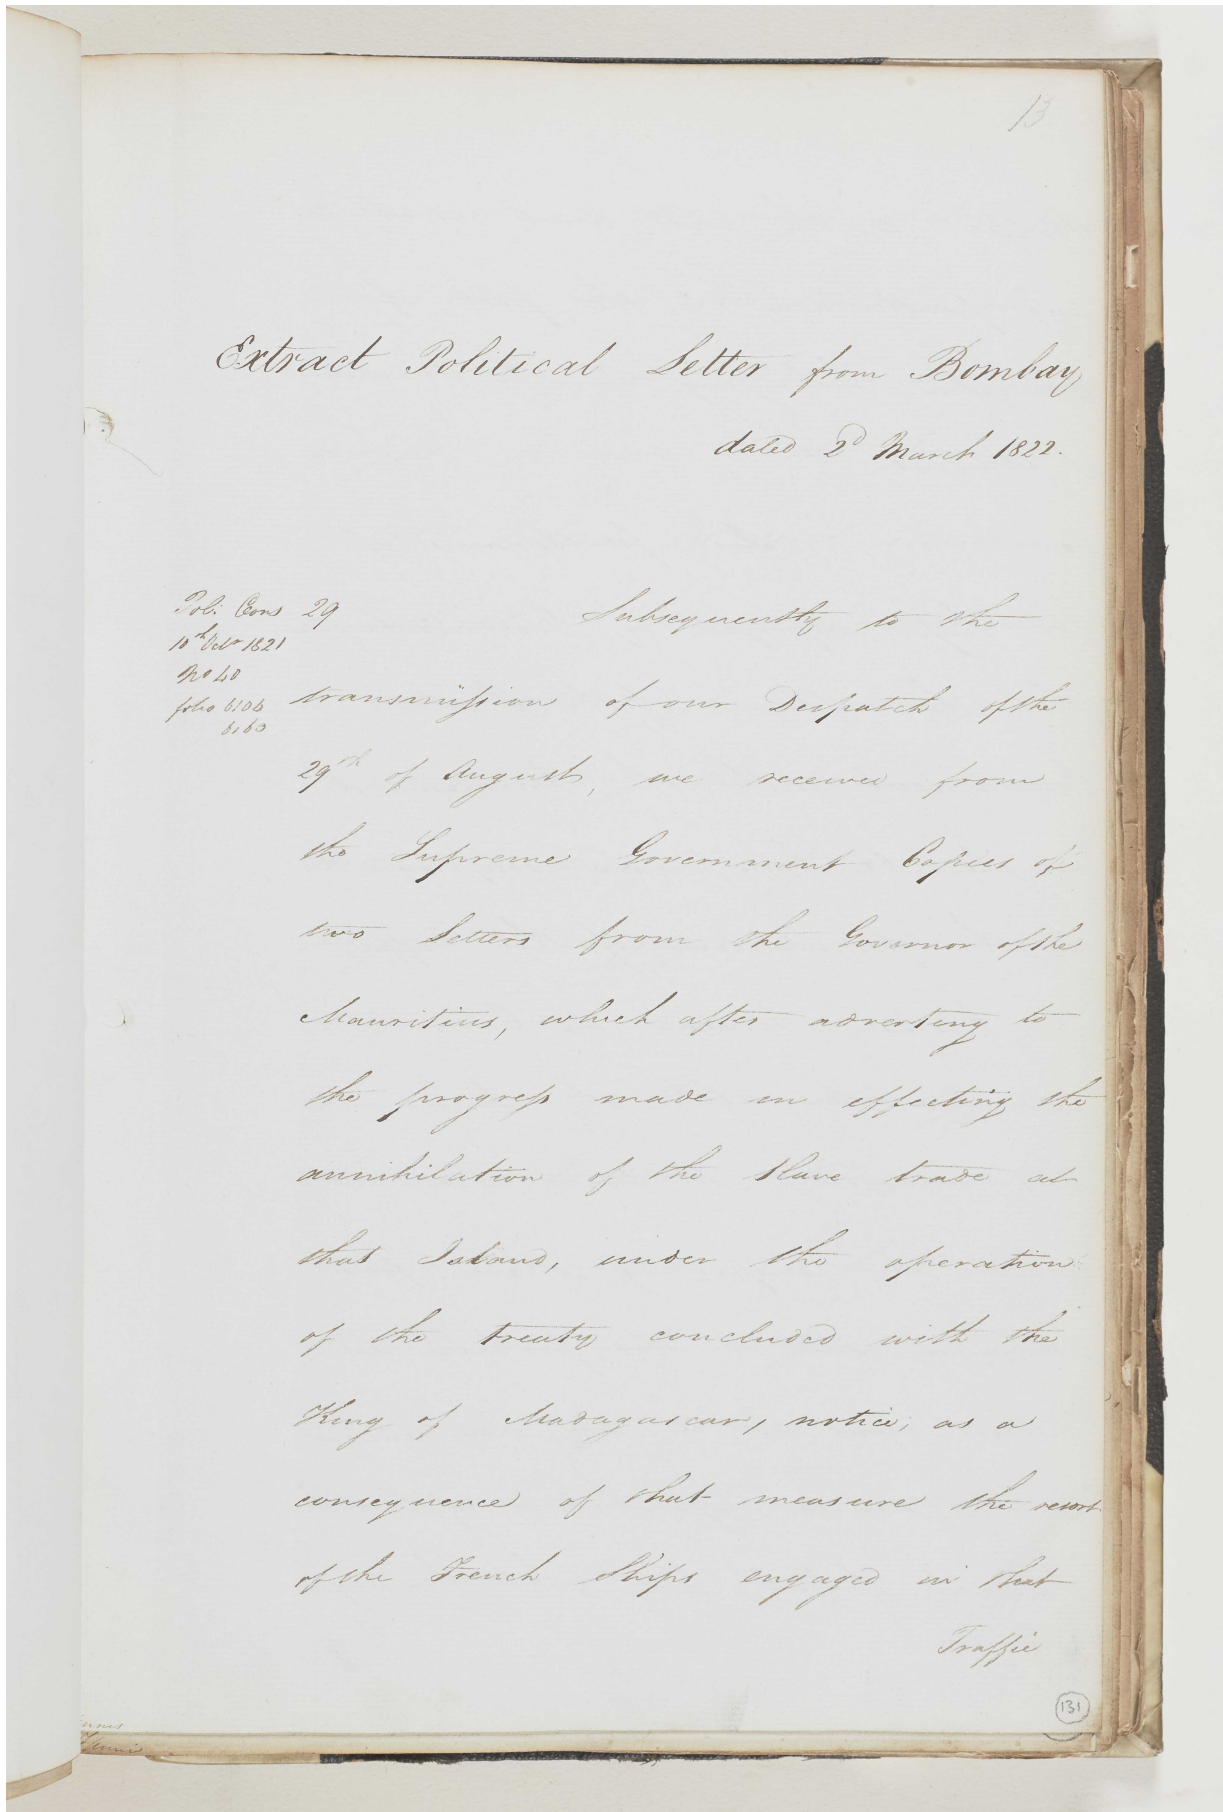 13
Extract Political Letter from Bombay
dated 2d March 1822.
Pol: Cons 29
10th Octr 1821
No 40
folio 6104
6160
Subsequently to the
transmission of our Despatch of the
29th of August, we received from
the Supreme Government Copies of
two Letters from the Governor of the
Mauritius, which after adverting to
the progress made in effecting the
annihilation of the Slave trade at
that Island, under the operation
of the treaty concluded with the
King of Madagascar, notice, as a
consequence of that measure the resort
of the French Ships engaged in that
Traffic
131